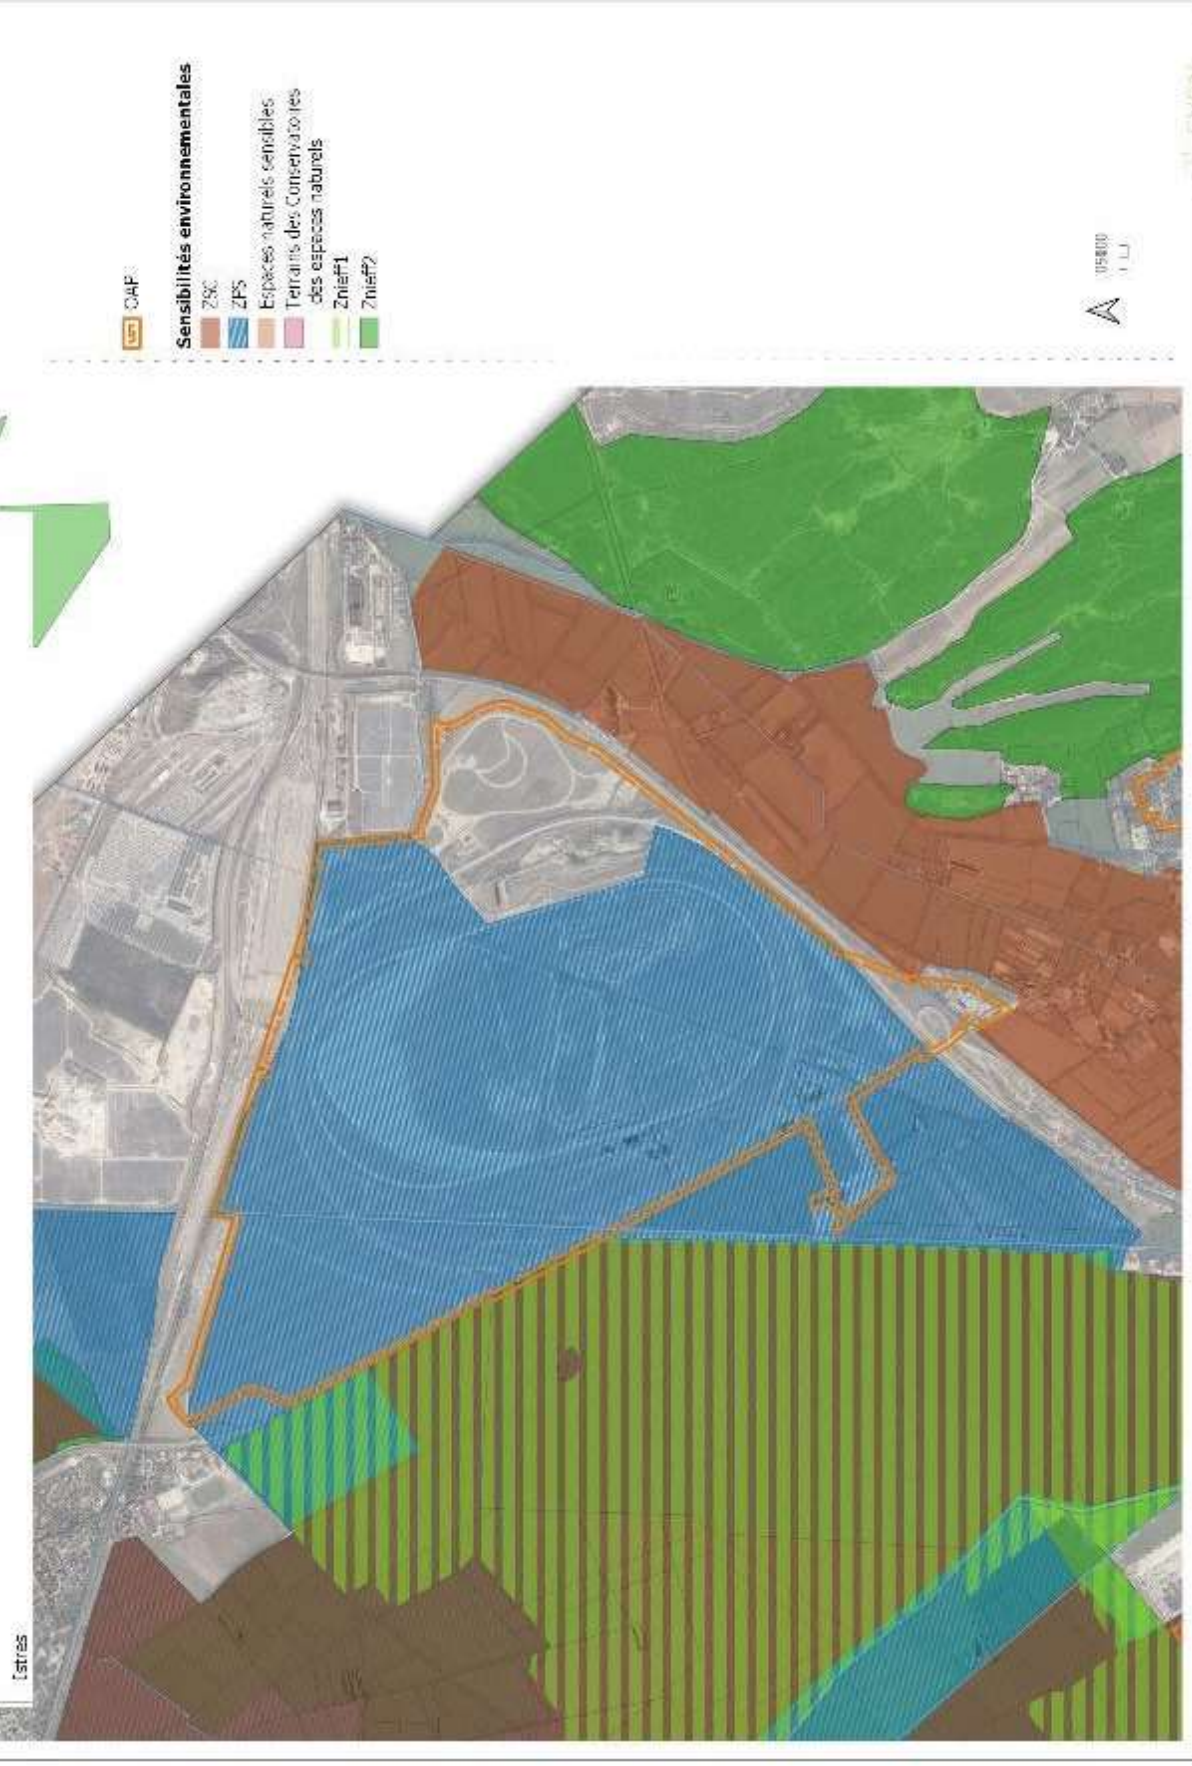 Istres
OAP
Sensibilités environnementales
ZSC
ZPS
Espaces naturels sensibles
Terrains des Conservatoires
des espaces naturels
Znieff1
Znieff2